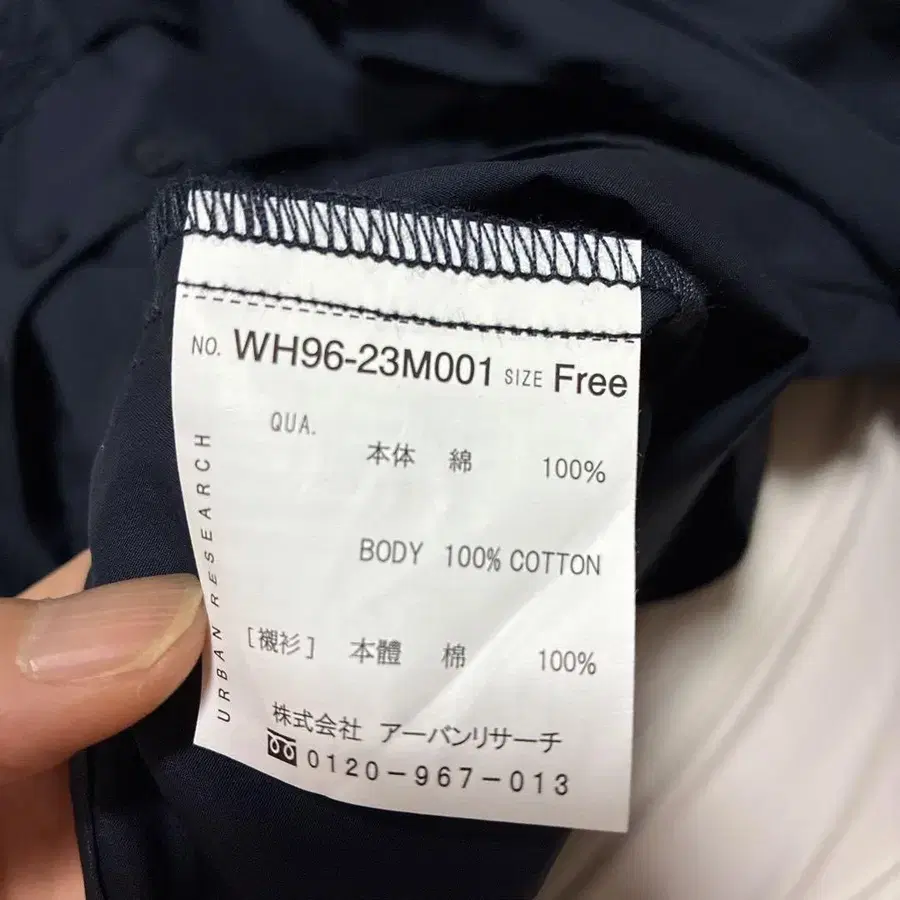 NO. WH96-23M001 SIZE Free
QUA.
本体 綿 100%
BODY 100% COTTON
[襯衫] 本體 棉 100%
株式会社 アーバンリサーチ
0120-967-013
URBAN RESEARCH